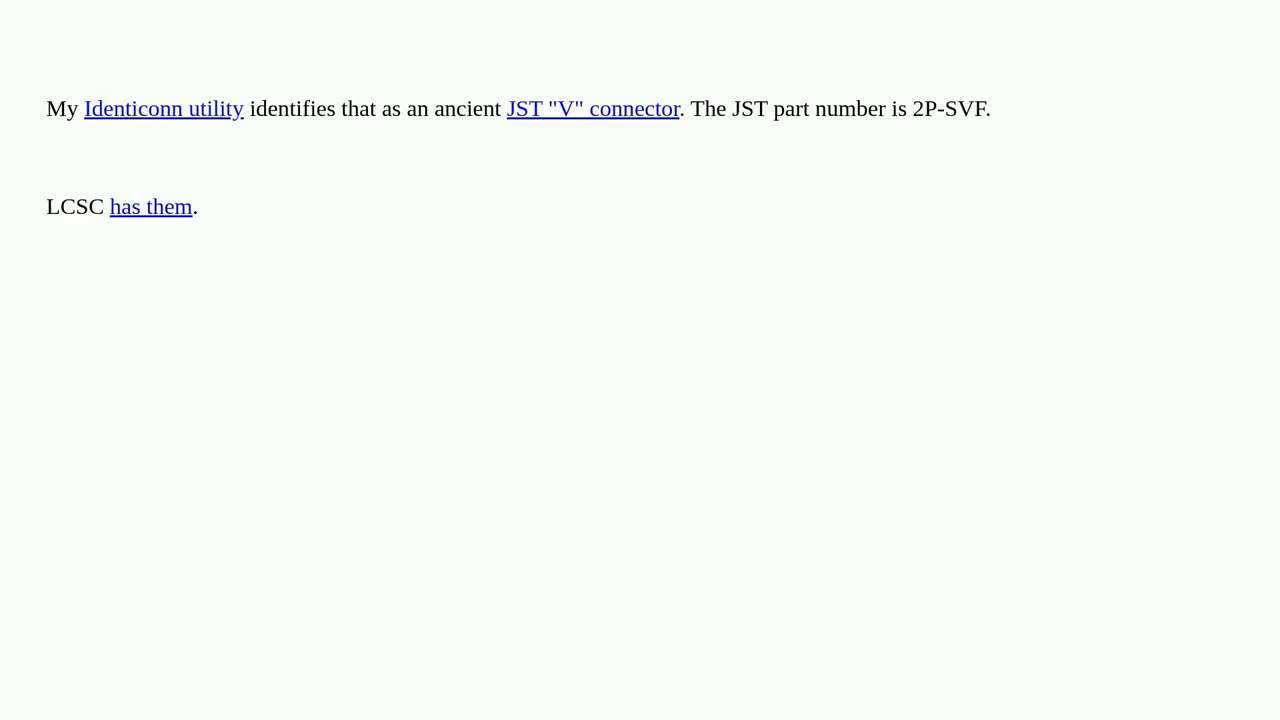 My Identiconn utility identifies that as an ancient JST "V" connector. The JST part number is 2P-SVF.
LCSC has them.